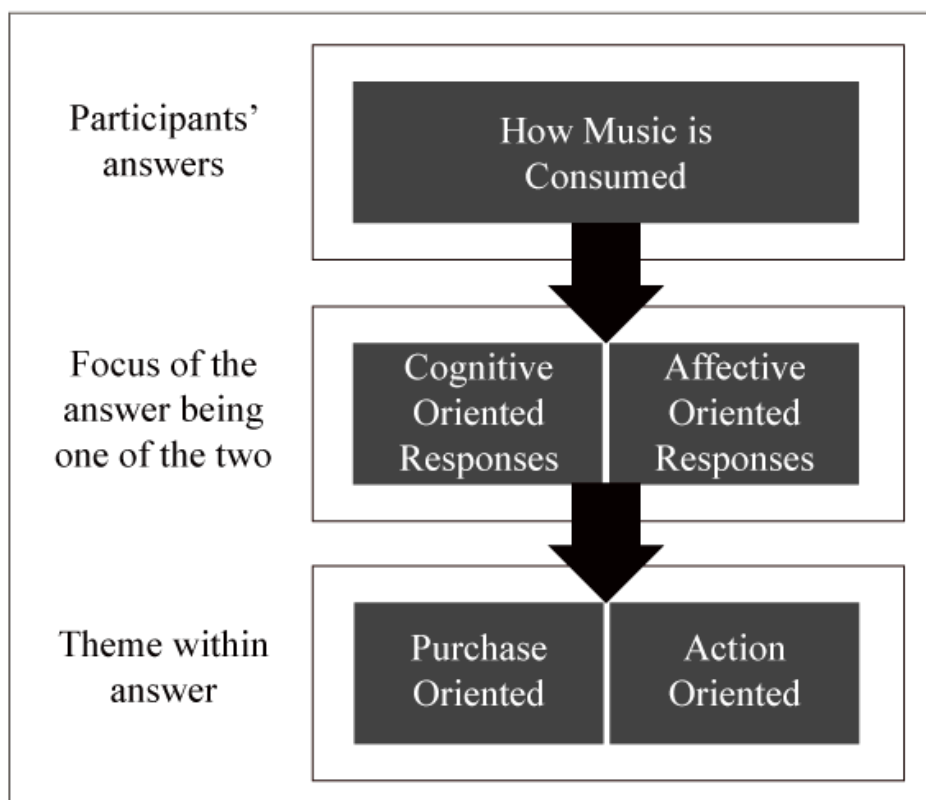 Participants'
answers
How Music is
Consumed
Focus of the
answer being
one of the two
Cognitive
Oriented
Responses
Affective
Oriented
Responses
Theme within
answer
Purchase
Oriented
Action
Oriented